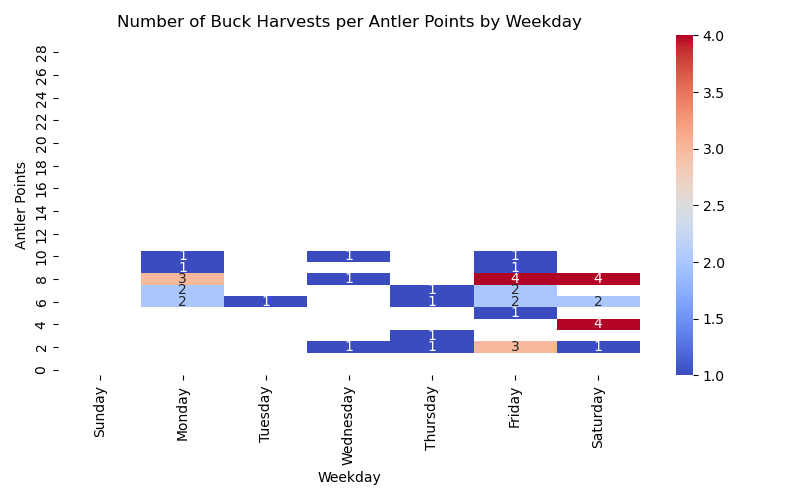 Number of Buck Harvests per Antler Points by Weekday
Antler Points
28
26
24
22
20
18
16
14
12
10
8
6
4
2
0
1 1 1
1 1
3 1 4 4
2 1 2
2 1 1 2 2
1
4
1
1 1 3 1
Sunday
Monday
Tuesday
Wednesday
Thursday
Friday
Saturday
Weekday
4.0
3.5
3.0
2.5
2.0
1.5
1.0